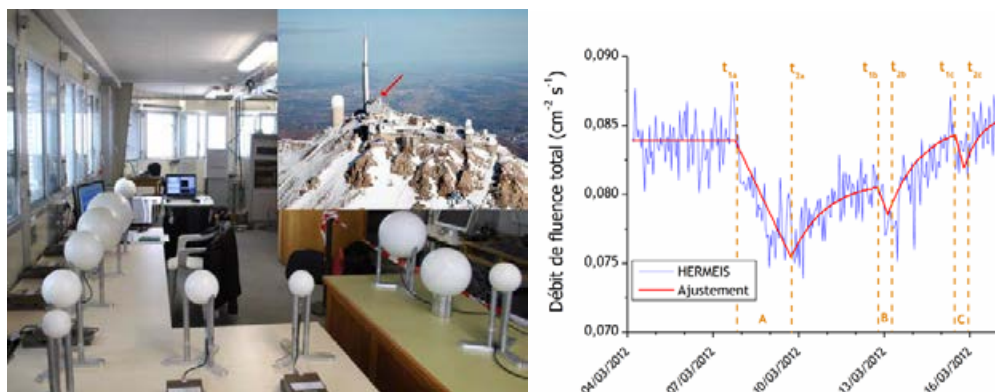 0,090
0,085
0,080
0,075
0,070
Débit de fluence total (cm⁻² s⁻¹)
t₁ₐ
t₂ₐ
t₁b
t₂b
t₁c
t₂c
HERMEIS
Ajustement
A
B
C
04/03/2012
07/03/2012
10/03/2012
13/03/2012
16/03/2012